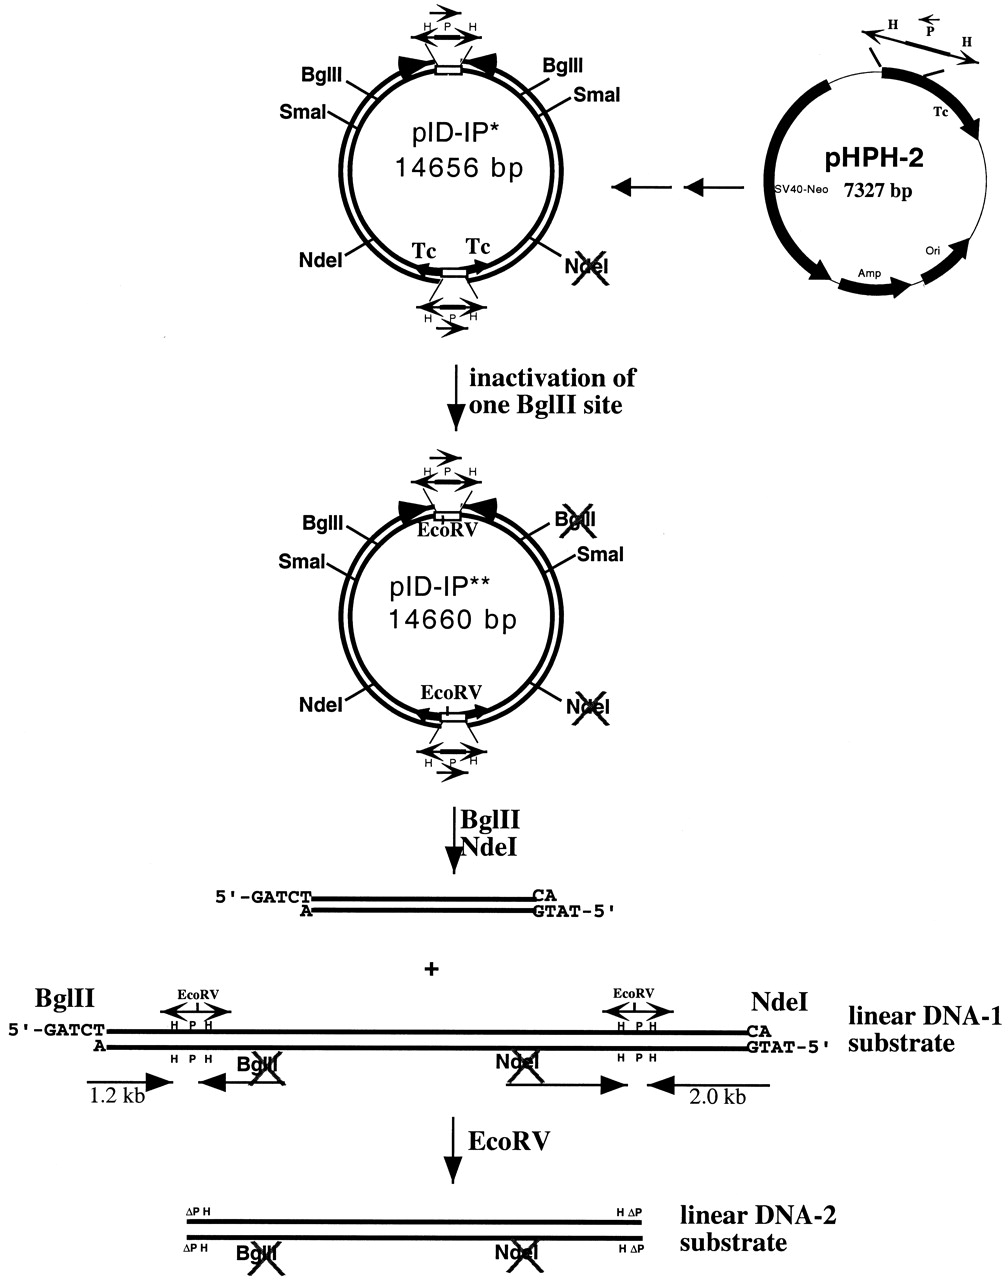 H P H
BglII
SmaI
BglII
SmaI
pID-IP*
14656 bp
NdeI
Tc Tc
NdeI
H P H
H P H
Tc
pHPH-2
7327 bp
SV40-Neo
Ori
Amp
inactivation of
one BglII site
H P H
EcoRV
BglII
BglII
SmaI
SmaI
pID-IP**
14660 bp
NdeI
EcoRV
NdeI
H P H
BglII
NdeI
5'-GATCT CA
A GTAT-5'
+
BglII EcoRV EcoRV NdeI
5'-GATCT H P H H P H CA
A GTAT-5'
linear DNA-1
substrate
H P H BglII NdeI H P H
1.2 kb 2.0 kb
EcoRV
ΔP H H ΔP
ΔP H BglII NdeI H ΔP
linear DNA-2
substrate